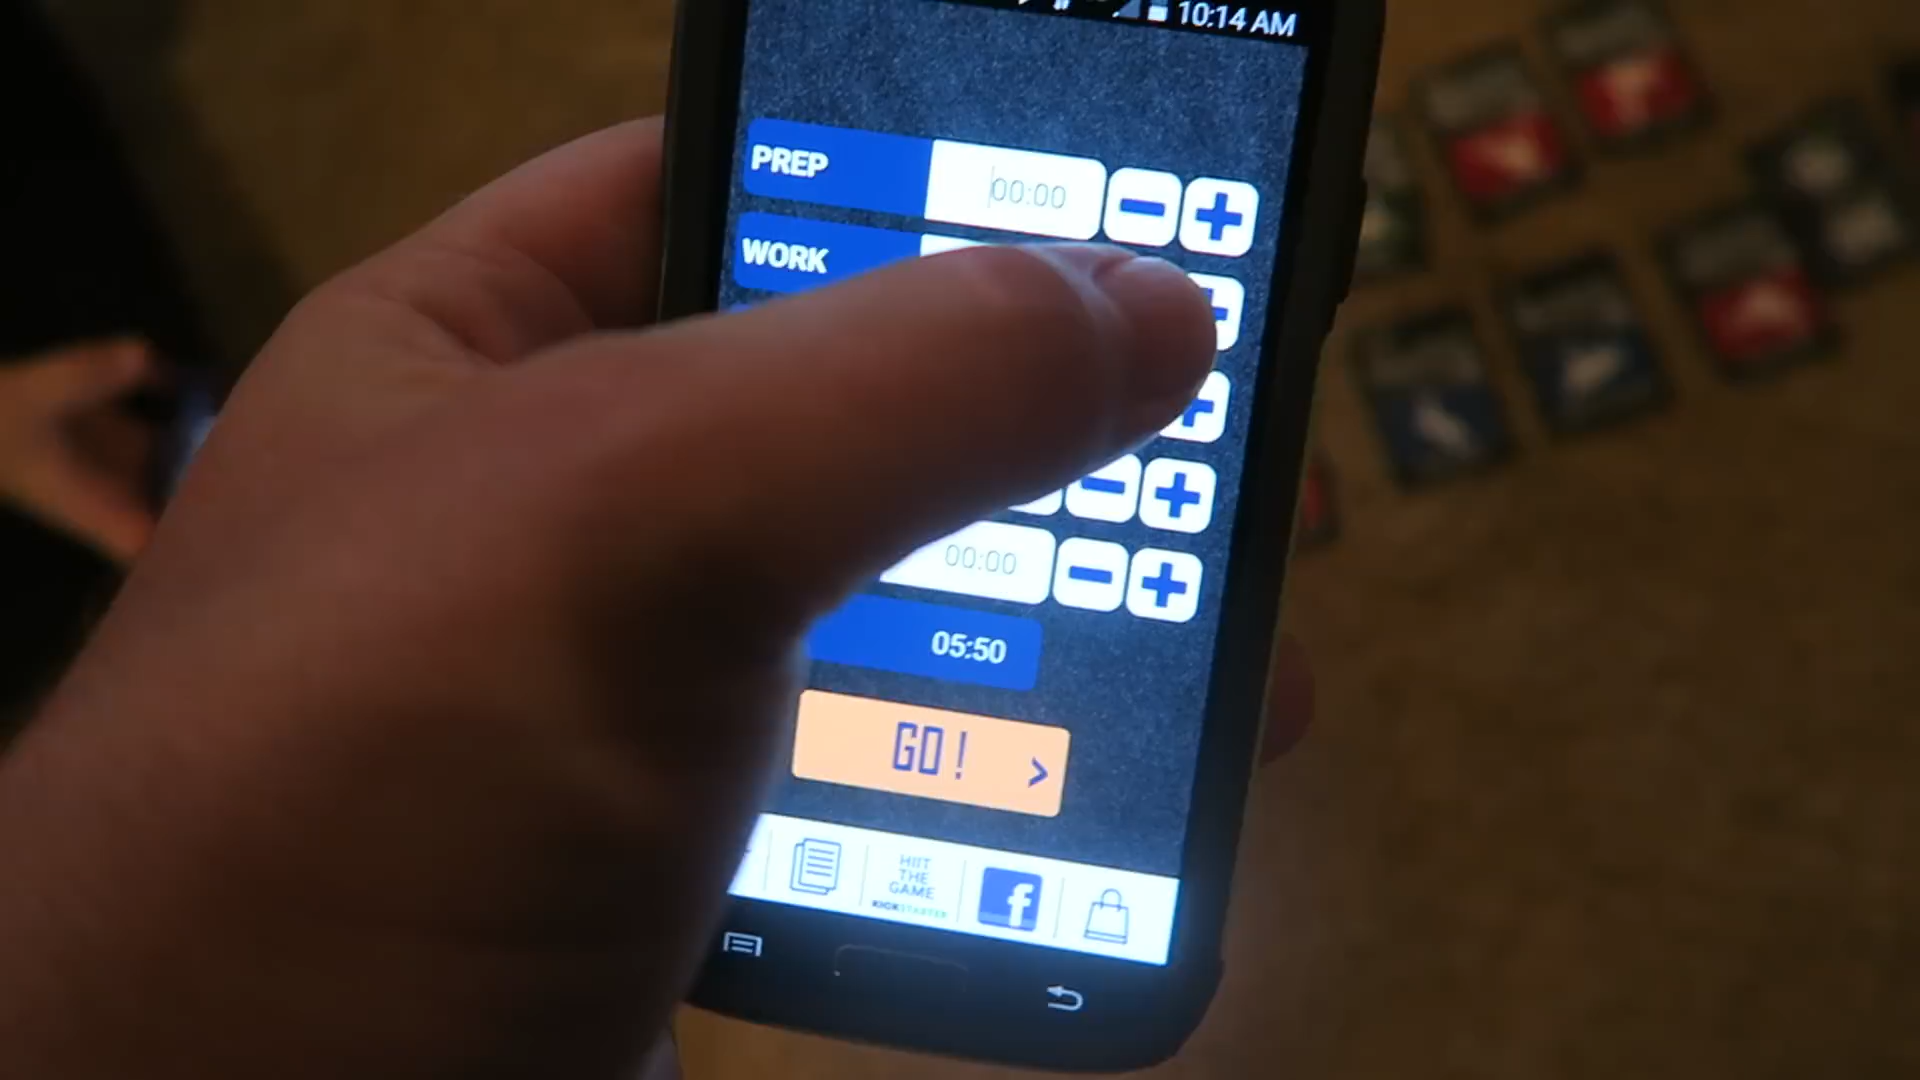 10:14 AM
PREP
00:00
WORK
00:00
05:50
GO! >
HIIT
THE
GAME
KICKSTARTER
f